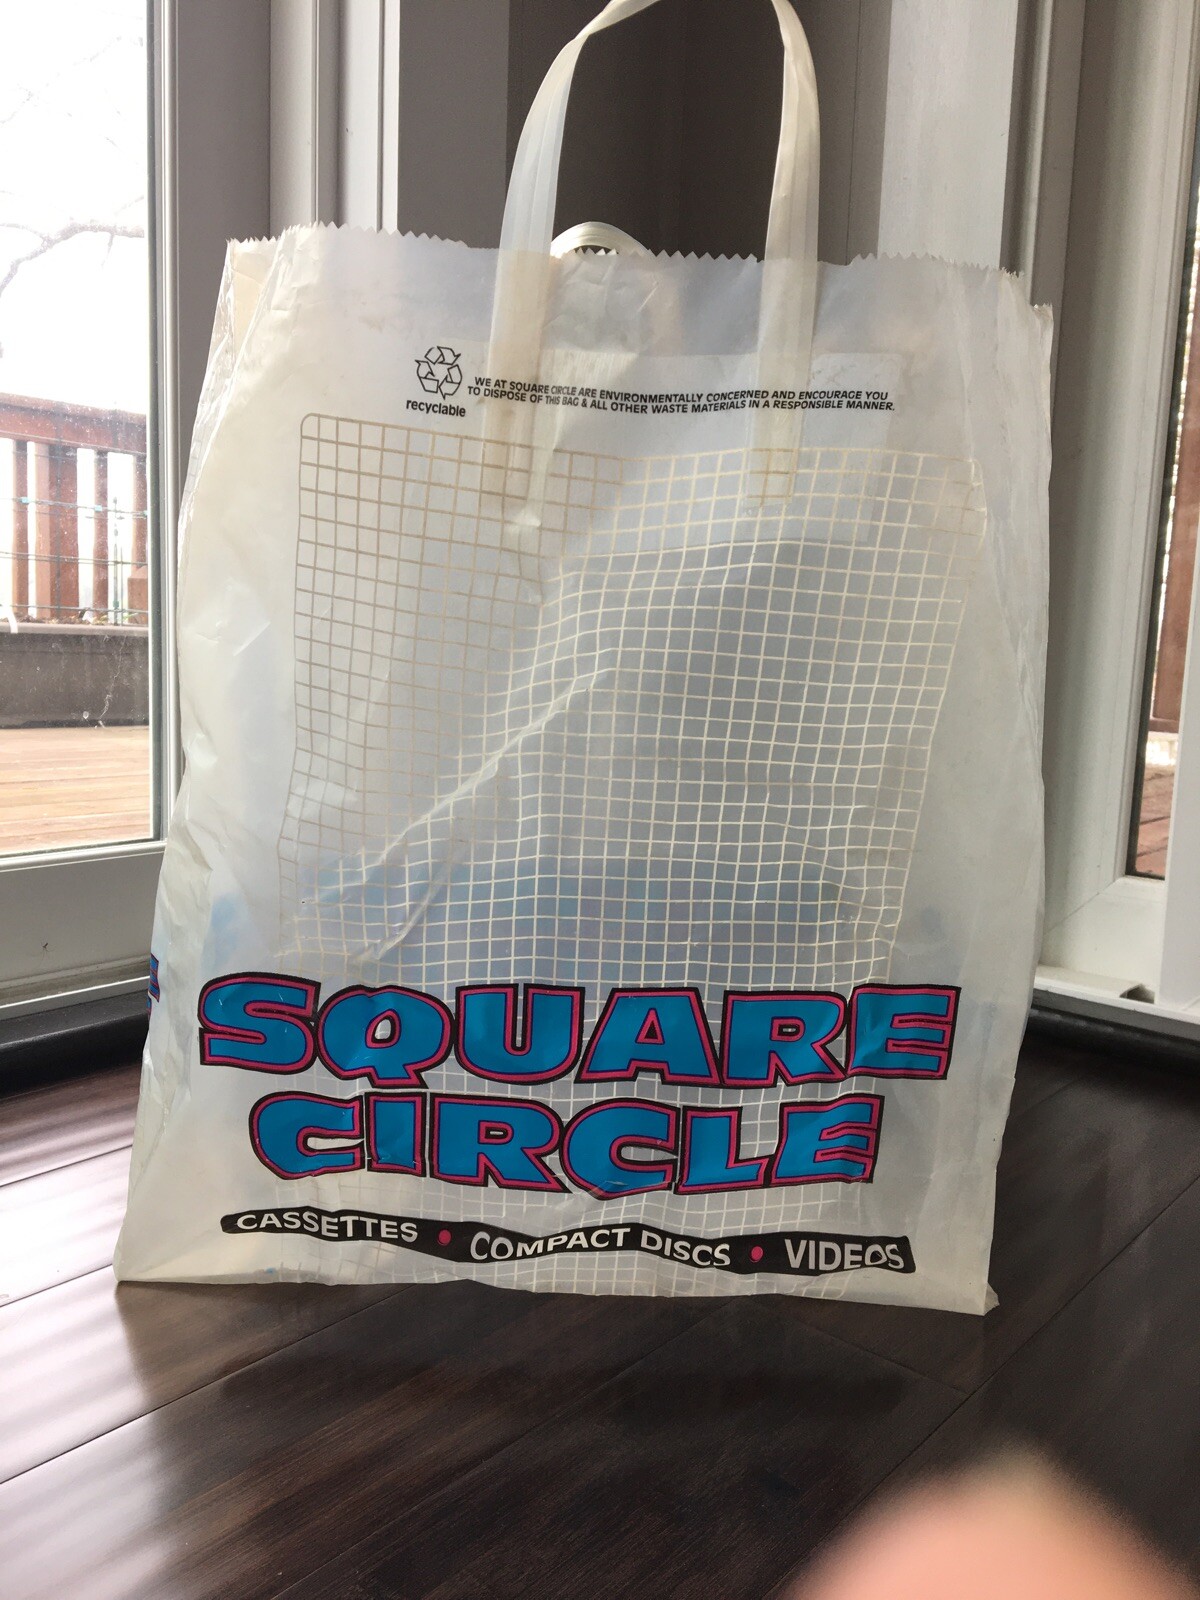 WE AT SQUARE CIRCLE ARE ENVIRONMENTALLY CONCERNED AND ENCOURAGE YOU
TO DISPOSE OF THIS BAG & ALL OTHER WASTE MATERIALS IN A RESPONSIBLE MANNER.
recyclable
SQUARE
CIRCLE
CASSETTES • COMPACT DISCS • VIDEOS